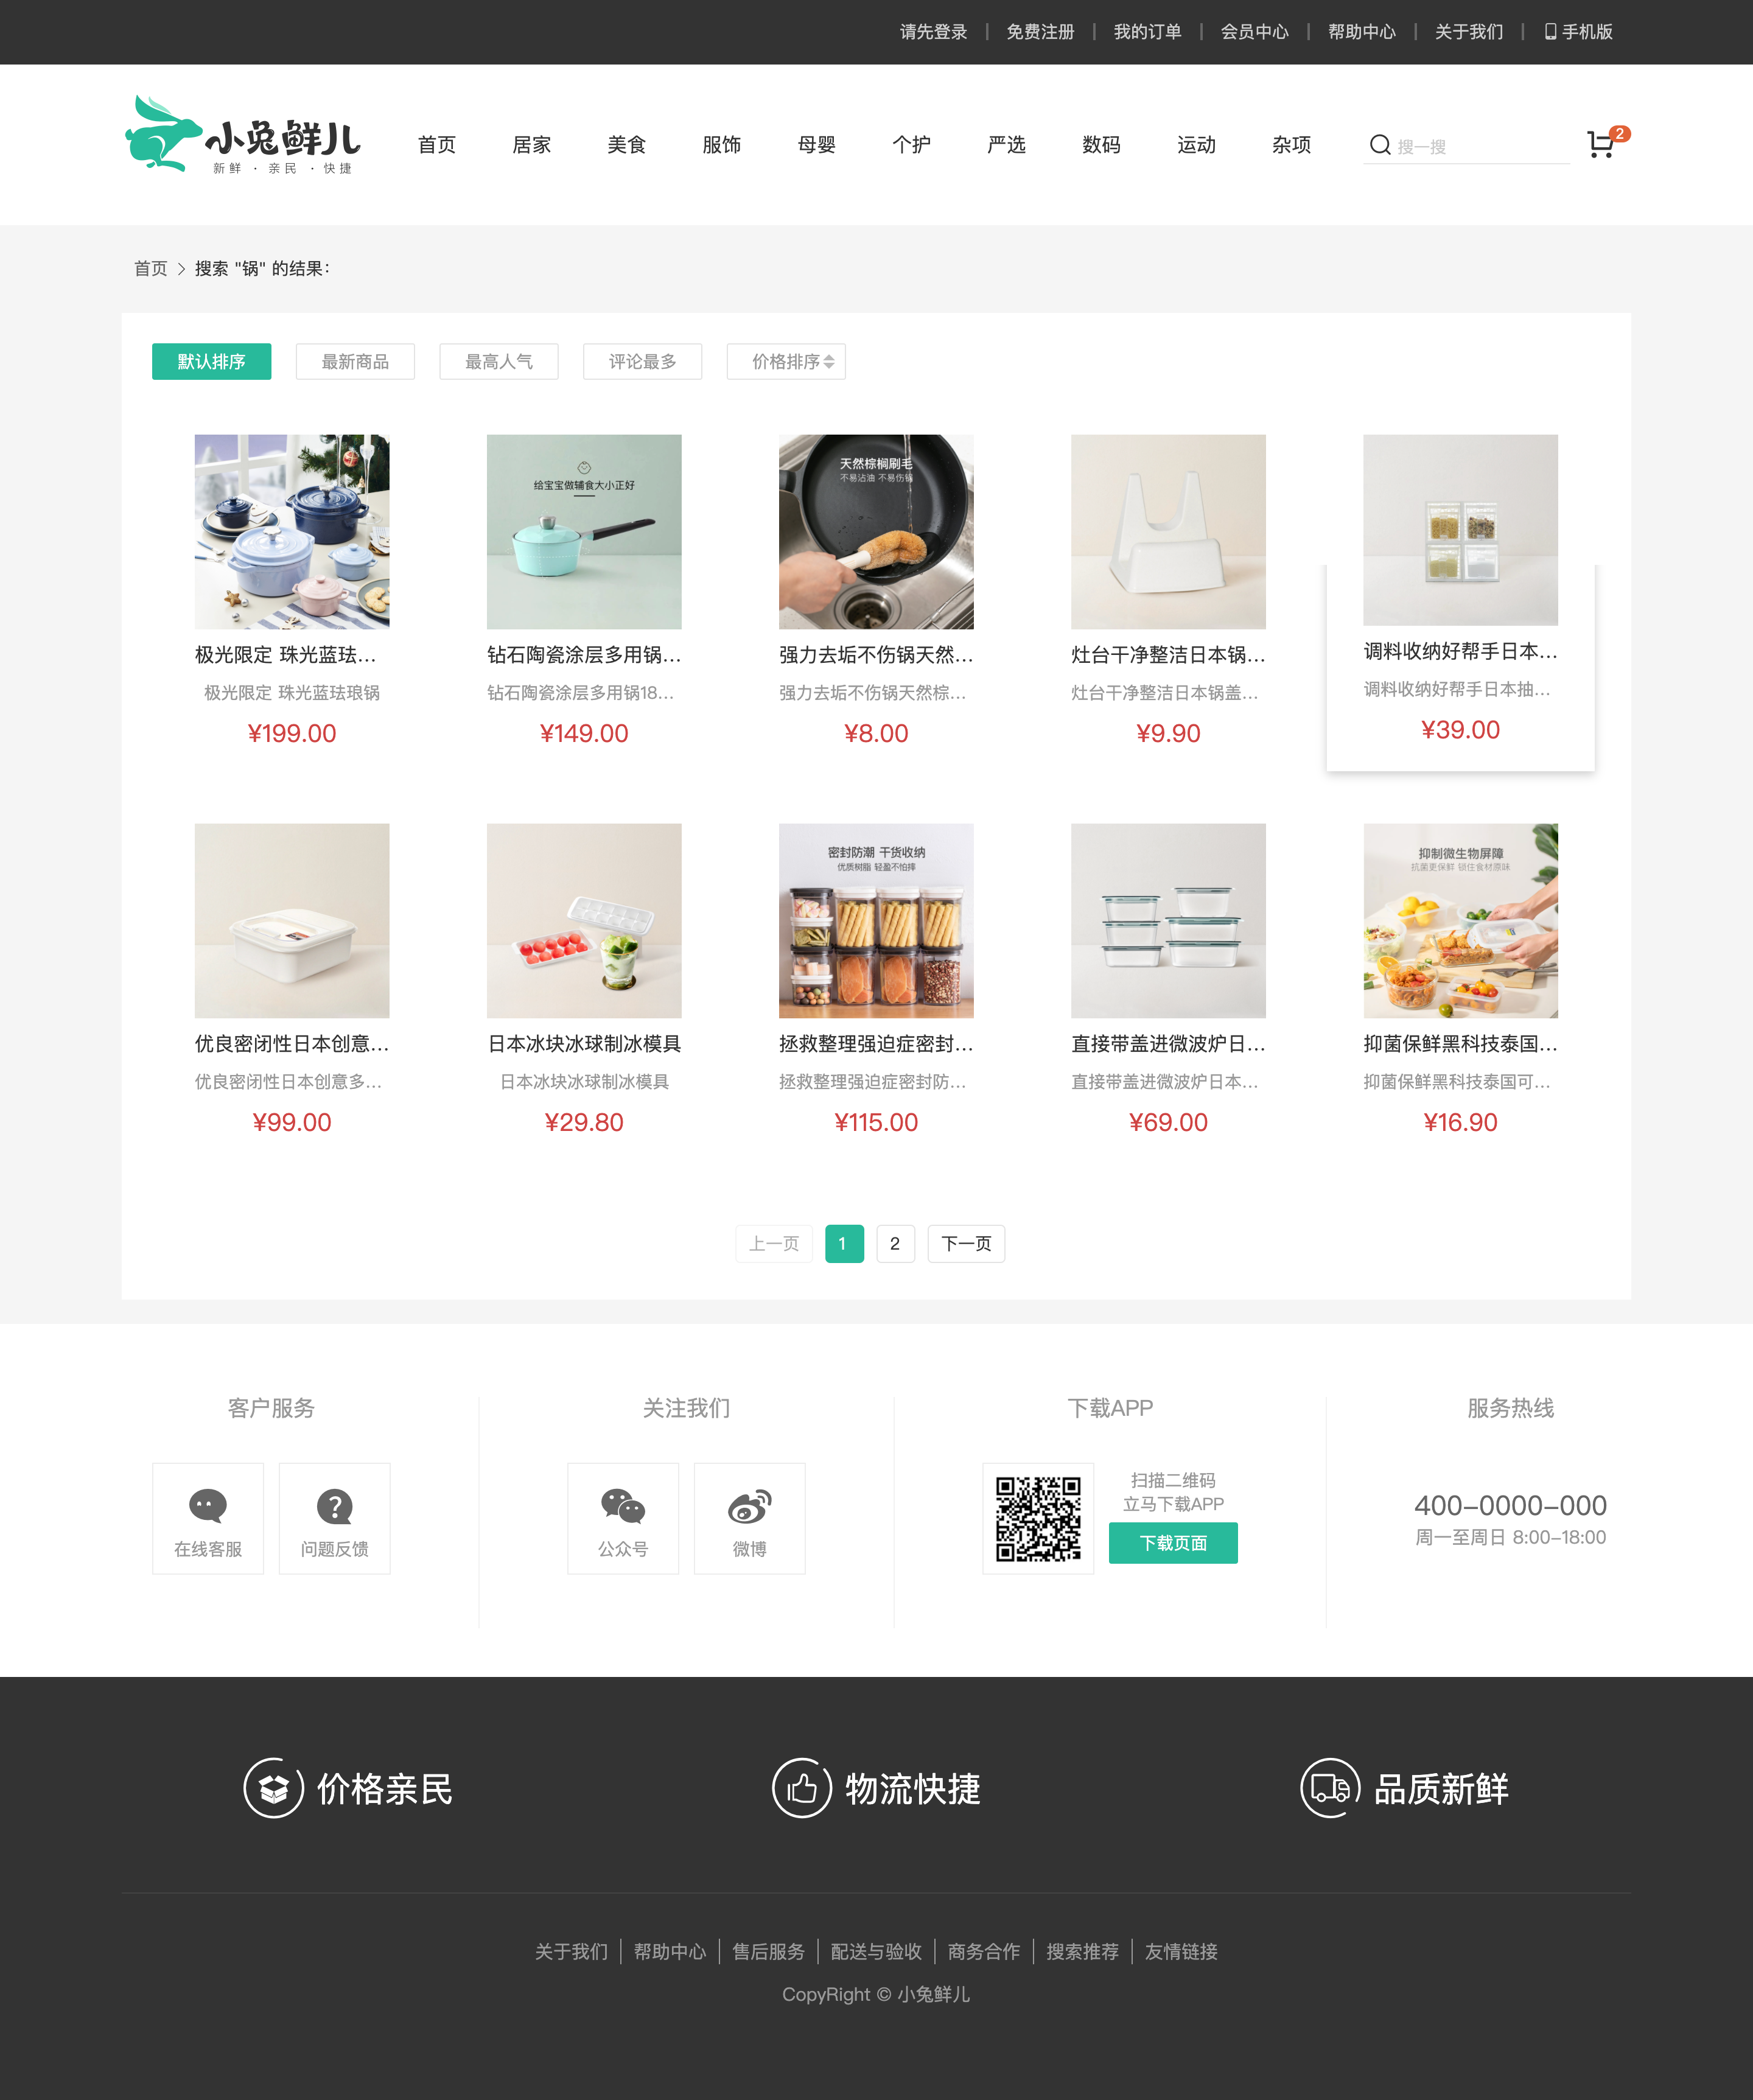 请先登录 免费注册 我的订单 会员中心 帮助中心 关于我们 手机版
小兔鲜儿
新鲜 · 亲民 · 快捷
首页 居家 美食 服饰 母婴 个护 严选 数码 运动 杂项
搜一搜
2
首页 > 搜索 "锅" 的结果：
默认排序 最新商品 最高人气 评论最多 价格排序
给宝宝做辅食大小正好
天然棕榈刷毛
不易沾油 不易伤锅
极光限定 珠光蓝珐...
极光限定 珠光蓝珐琅锅
¥199.00
钻石陶瓷涂层多用锅...
钻石陶瓷涂层多用锅18...
¥149.00
强力去垢不伤锅天然...
强力去垢不伤锅天然棕...
¥8.00
灶台干净整洁日本锅...
灶台干净整洁日本锅盖...
¥9.90
调料收纳好帮手日本...
调料收纳好帮手日本抽...
¥39.00
优良密闭性日本创意...
优良密闭性日本创意多...
¥99.00
日本冰块冰球制冰模具
日本冰块冰球制冰模具
¥29.80
密封防潮 干货收纳
优质树脂 轻盈不怕摔
拯救整理强迫症密封...
拯救整理强迫症密封防...
¥115.00
直接带盖进微波炉日...
直接带盖进微波炉日本...
¥69.00
抑制微生物屏障
抗菌更保鲜 锁住食材原味
抑菌保鲜黑科技泰国...
抑菌保鲜黑科技泰国可...
¥16.90
上一页 1 2 下一页
客户服务
在线客服 问题反馈
关注我们
公众号 微博
下载APP
扫描二维码
立马下载APP
下载页面
服务热线
400-0000-000
周一至周日 8:00-18:00
价格亲民 物流快捷 品质新鲜
关于我们 帮助中心 售后服务 配送与验收 商务合作 搜索推荐 友情链接
CopyRight © 小兔鲜儿